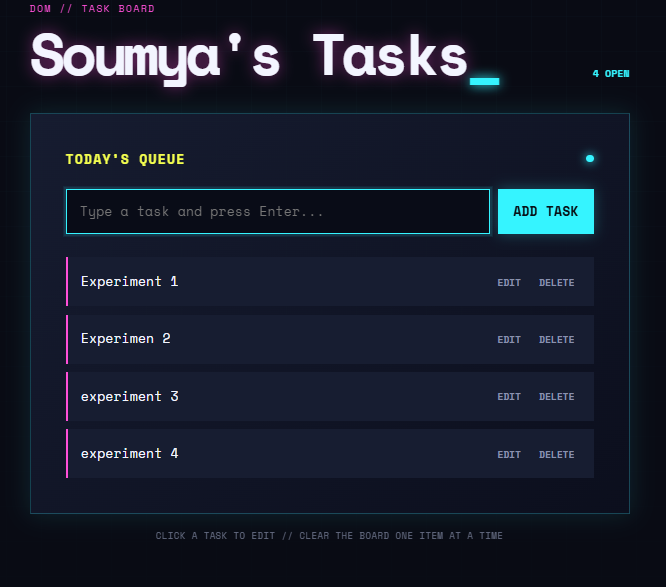 DOM // TASK BOARD
Soumya's Tasks_
4 OPEN
TODAY'S QUEUE
Type a task and press Enter...
ADD TASK
Experiment 1 EDIT DELETE
Experimen 2 EDIT DELETE
experiment 3 EDIT DELETE
experiment 4 EDIT DELETE
CLICK A TASK TO EDIT // CLEAR THE BOARD ONE ITEM AT A TIME